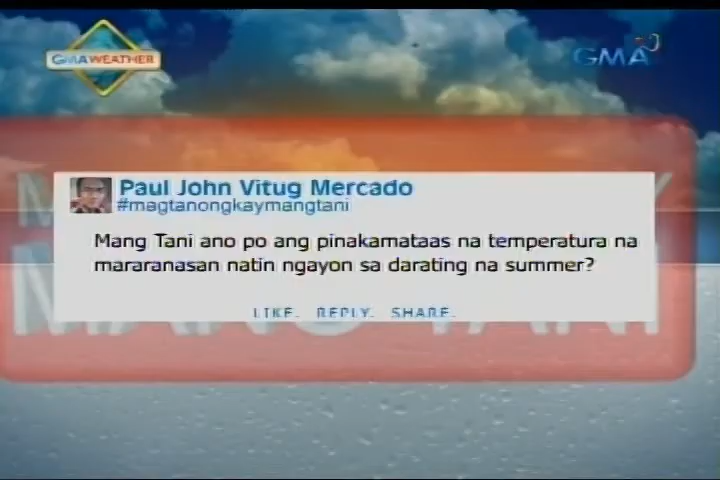 GMA WEATHER
GMA
Paul John Vitug Mercado
#magtanongkaymangtani
Mang Tani ano po ang pinakamataas na temperatura na
mararanasan natin ngayon sa darating na summer?
LIKE. REPLY. SHARE.